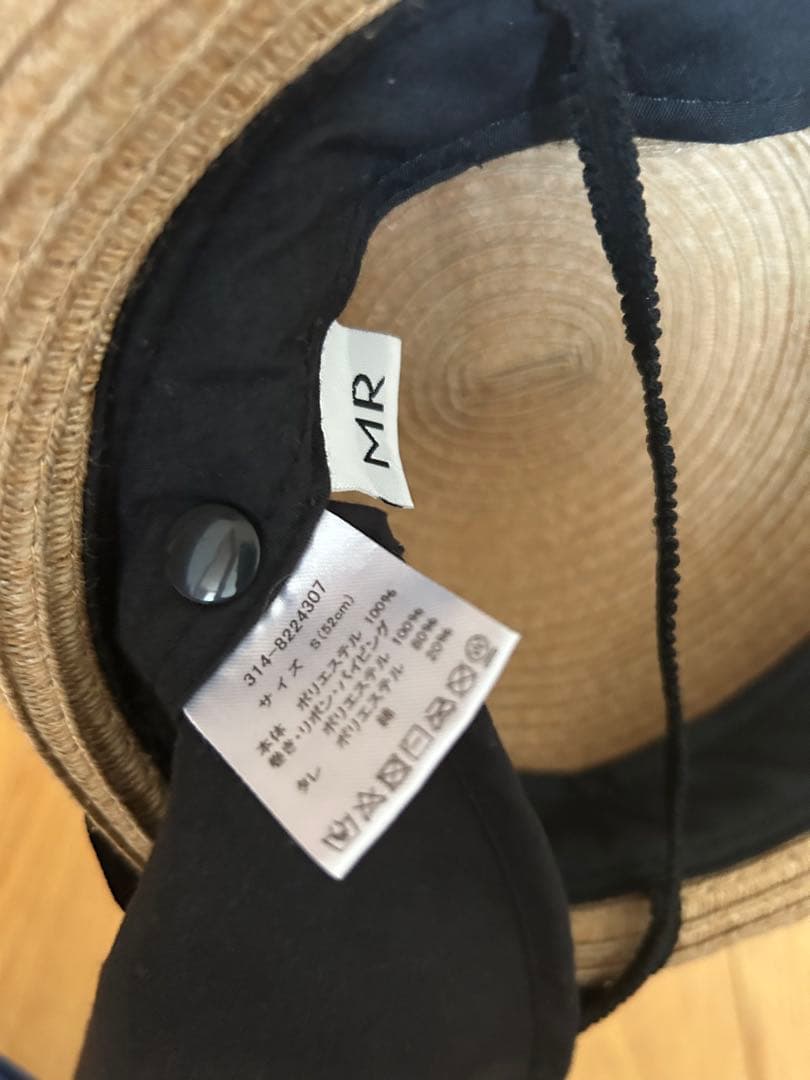 MR
314-8224307
サイズ S(52cm)
本体 ポリエステル 100%
巻き・リボン・パイピング
ポリエステル 100%
タレ ポリエステル 80%
綿 20%